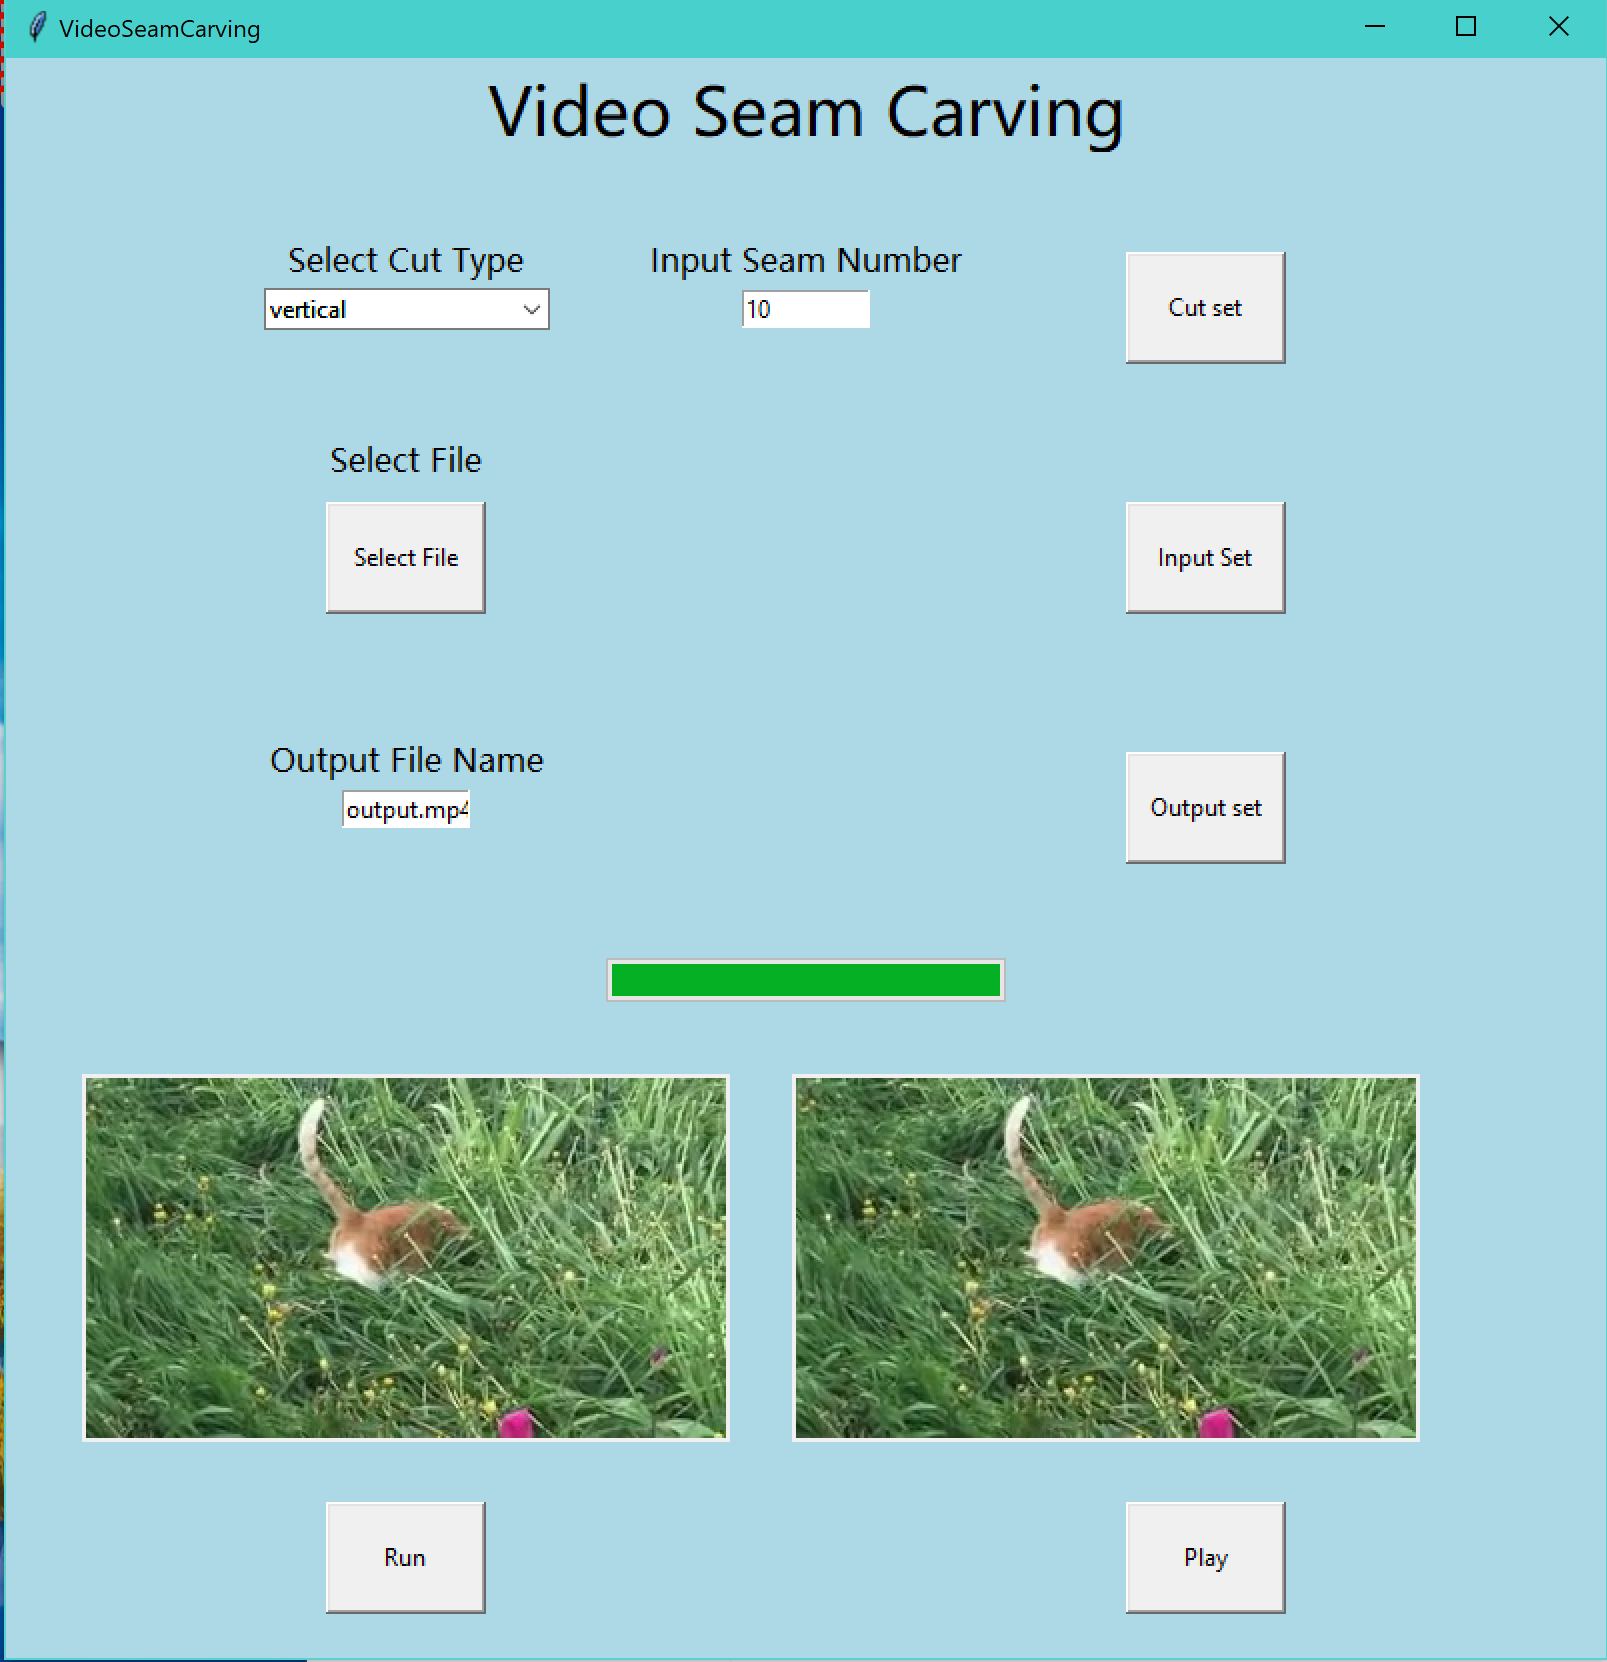 VideoSeamCarving
Video Seam Carving
Select Cut Type
Input Seam Number
vertical
10
Cut set
Select File
Select File
Input Set
Output File Name
output.mp4
Output set
Run
Play